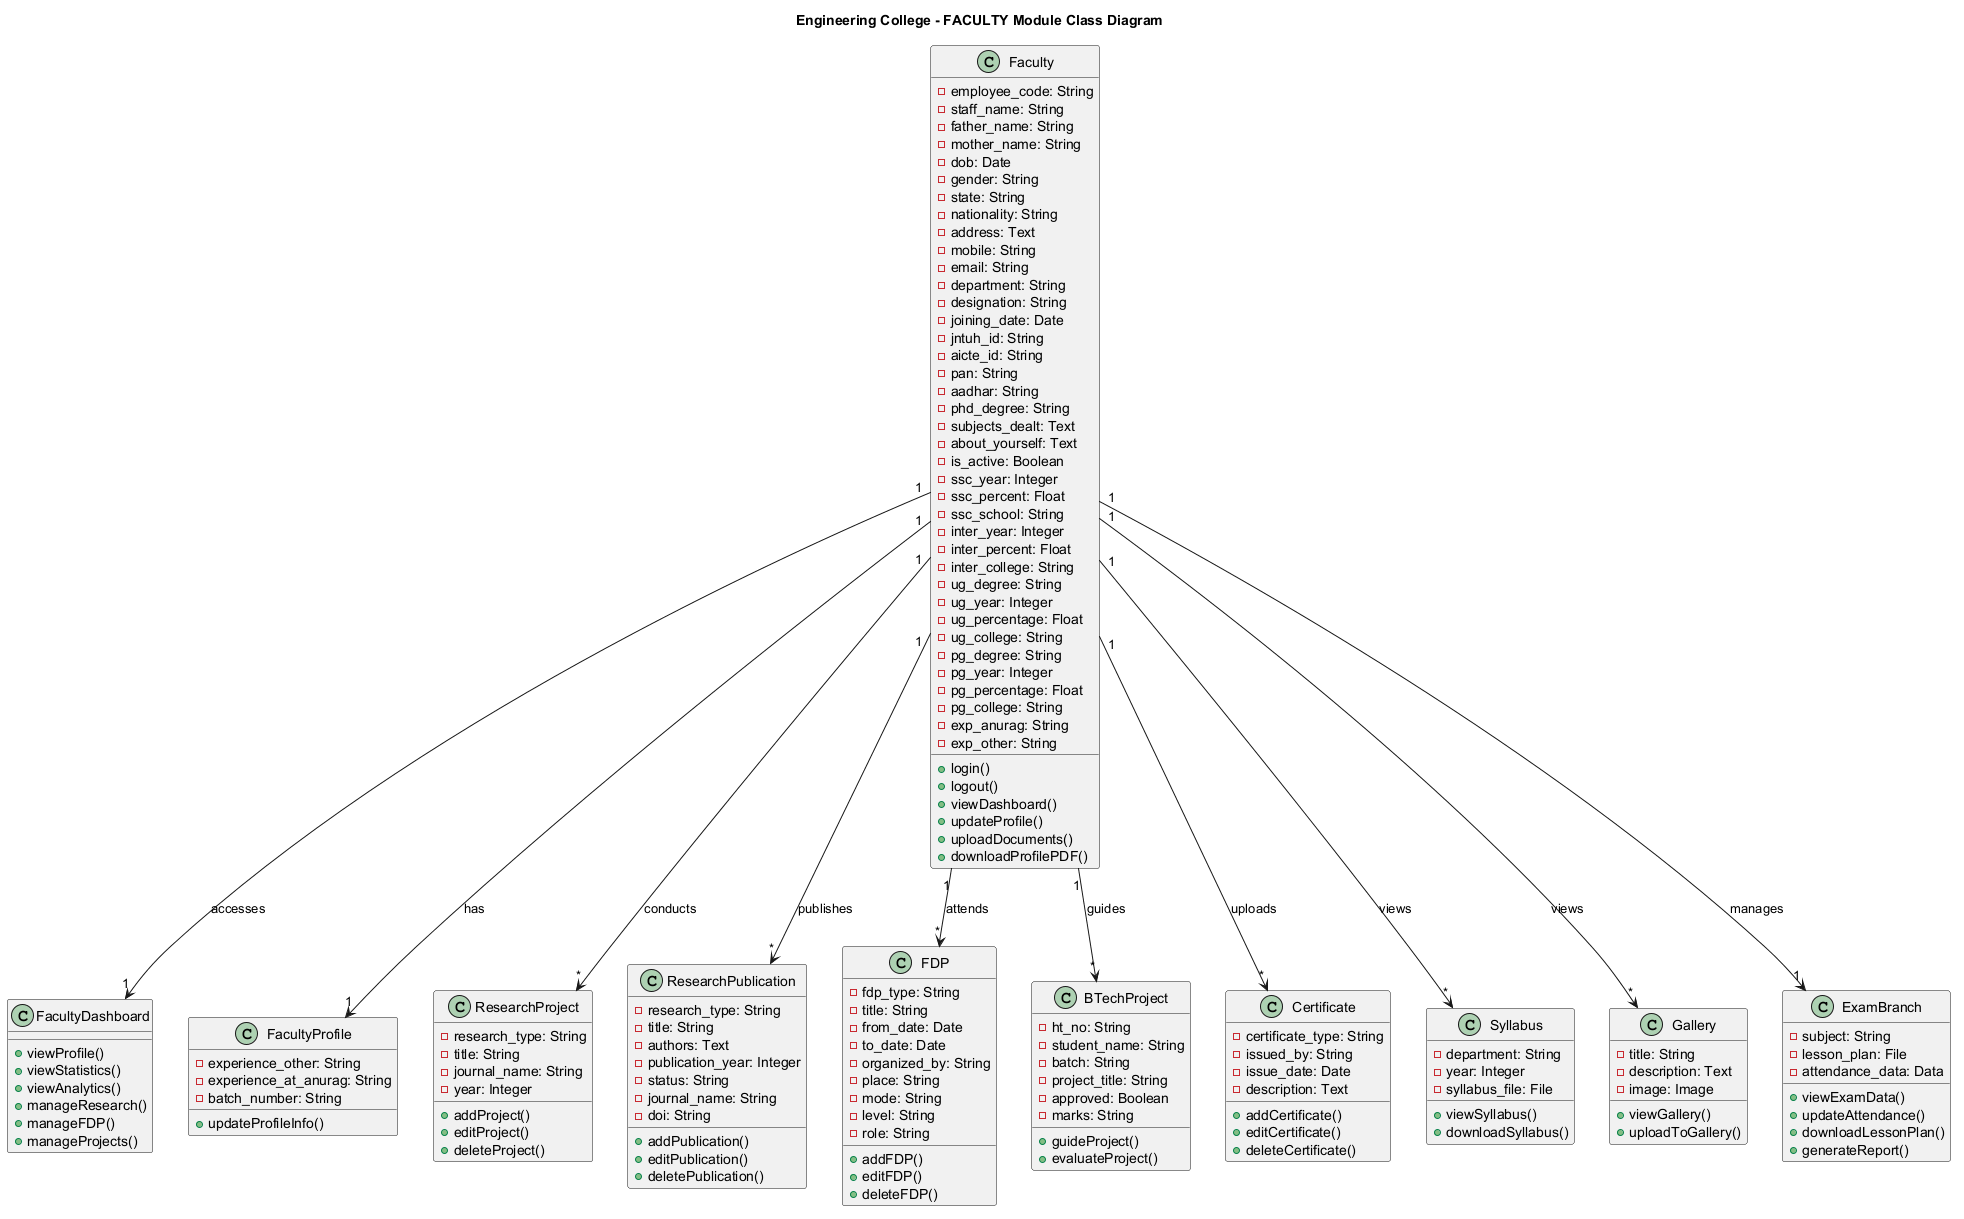 Engineering College - FACULTY Module Class Diagram
C Faculty
employee_code: String
staff_name: String
father_name: String
mother_name: String
dob: Date
gender: String
state: String
nationality: String
address: Text
mobile: String
email: String
department: String
designation: String
joining_date: Date
jntuh_id: String
aicte_id: String
pan: String
aadhar: String
phd_degree: String
subjects_dealt: Text
about_yourself: Text
is_active: Boolean
ssc_year: Integer
ssc_percent: Float
ssc_school: String
inter_year: Integer
inter_percent: Float
inter_college: String
ug_degree: String
ug_year: Integer
ug_percentage: Float
ug_college: String
pg_degree: String
pg_year: Integer
pg_percentage: Float
pg_college: String
exp_anurag: String
exp_other: String
login()
logout()
viewDashboard()
updateProfile()
uploadDocuments()
downloadProfilePDF()
1
1
1
1
1
1
1
1
1
1
accesses
has
conducts
publishes
attends
guides
uploads
views
views
manages
1
1
*
*
*
*
*
*
*
1
C FacultyDashboard
viewProfile()
viewStatistics()
viewAnalytics()
manageResearch()
manageFDP()
manageProjects()
C FacultyProfile
experience_other: String
experience_at_anurag: String
batch_number: String
updateProfileInfo()
C ResearchProject
research_type: String
title: String
journal_name: String
year: Integer
addProject()
editProject()
deleteProject()
C ResearchPublication
research_type: String
title: String
authors: Text
publication_year: Integer
status: String
journal_name: String
doi: String
addPublication()
editPublication()
deletePublication()
C FDP
fdp_type: String
title: String
from_date: Date
to_date: Date
organized_by: String
place: String
mode: String
level: String
role: String
addFDP()
editFDP()
deleteFDP()
C BTechProject
ht_no: String
student_name: String
batch: String
project_title: String
approved: Boolean
marks: String
guideProject()
evaluateProject()
C Certificate
certificate_type: String
issued_by: String
issue_date: Date
description: Text
addCertificate()
editCertificate()
deleteCertificate()
C Syllabus
department: String
year: Integer
syllabus_file: File
viewSyllabus()
downloadSyllabus()
C Gallery
title: String
description: Text
image: Image
viewGallery()
uploadToGallery()
C ExamBranch
subject: String
lesson_plan: File
attendance_data: Data
viewExamData()
updateAttendance()
downloadLessonPlan()
generateReport()